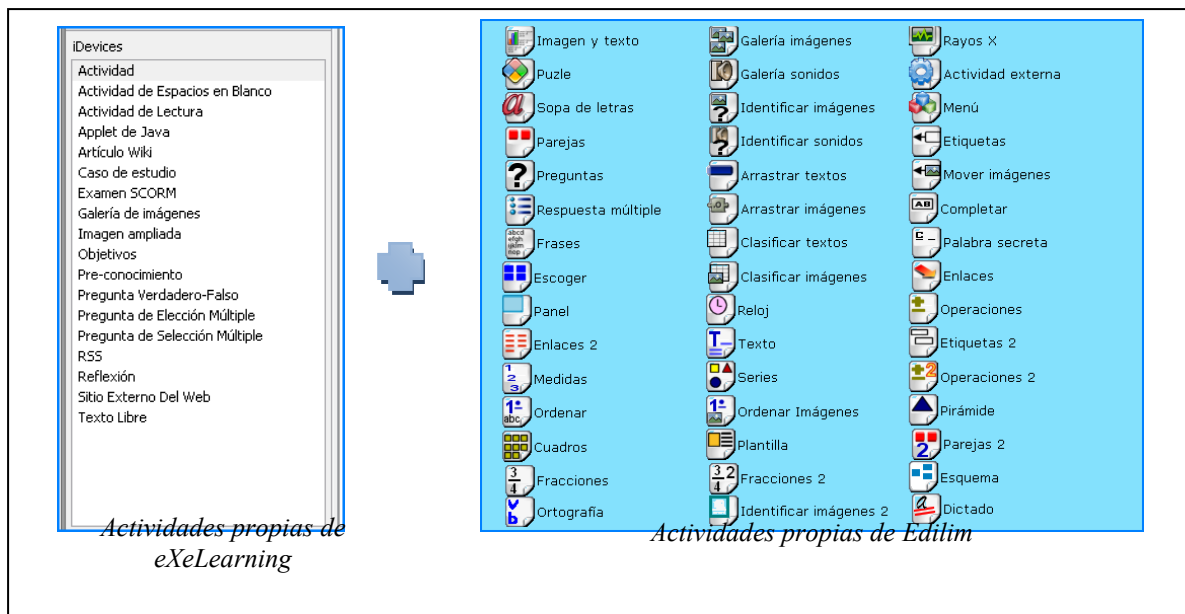 iDevices
Actividad
Actividad de Espacios en Blanco
Actividad de Lectura
Applet de Java
Artículo Wiki
Caso de estudio
Examen SCORM
Galería de imágenes
Imagen ampliada
Objetivos
Pre-conocimiento
Pregunta Verdadero-Falso
Pregunta de Elección Múltiple
Pregunta de Selección Múltiple
RSS
Reflexión
Sitio Externo Del Web
Texto Libre
Actividades propias de
eXeLearning
Imagen y texto
Puzle
Sopa de letras
Parejas
Preguntas
Respuesta múltiple
Frases
Escoger
Panel
Enlaces 2
Medidas
Ordenar
Cuadros
Fracciones
Ortografía
Galería imágenes
Galería sonidos
Identificar imágenes
Identificar sonidos
Arrastrar textos
Arrastrar imágenes
Clasificar textos
Clasificar imágenes
Reloj
Texto
Series
Ordenar Imágenes
Plantilla
Fracciones 2
Identificar imágenes 2
Rayos X
Actividad externa
Menú
Etiquetas
Mover imágenes
Completar
Palabra secreta
Enlaces
Operaciones
Etiquetas 2
Operaciones 2
Pirámide
Parejas 2
Esquema
Dictado
Actividades propias de Edilim